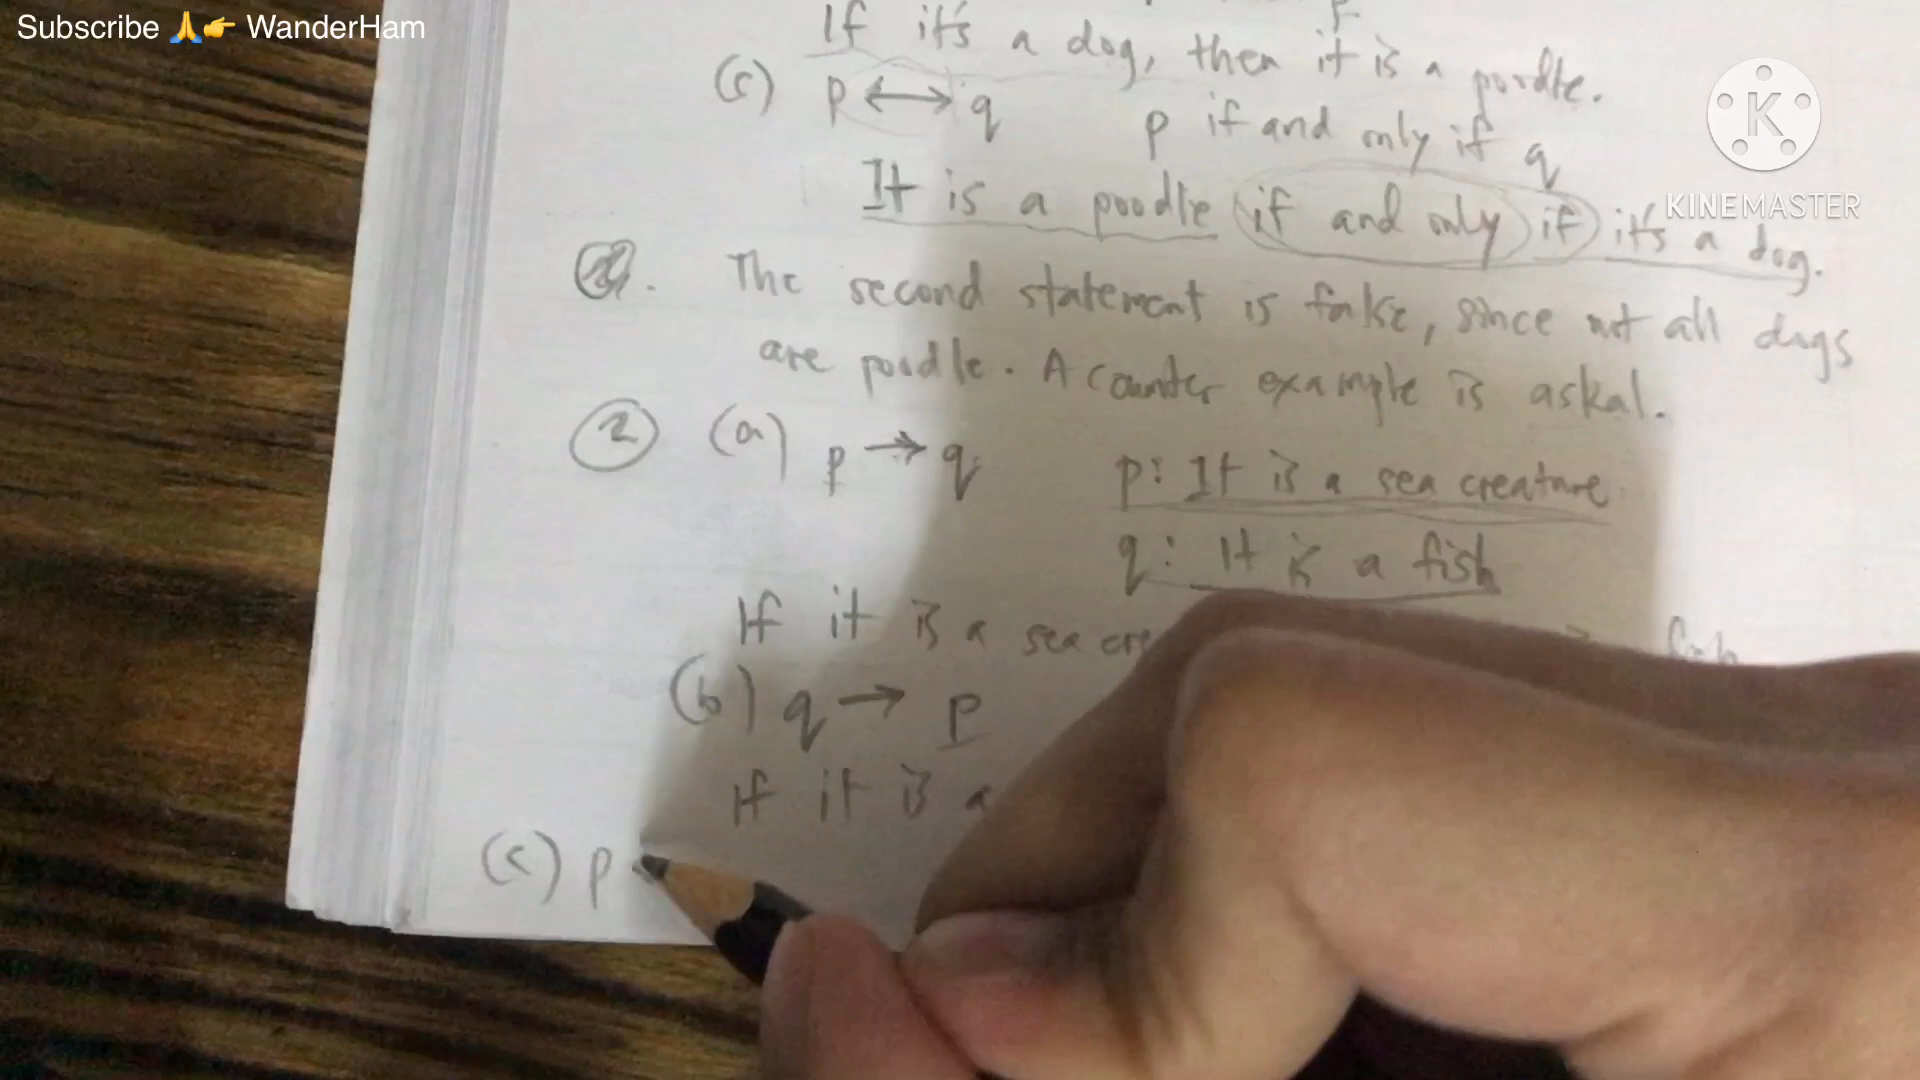 Subscribe 🙏👉 WanderHam
If it's a dog, then it is a poodle.
(c) p ↔ q p if and only if q
KINEMASTER
It is a poodle if and only if it's a dog.
The second statement is false, since not all dogs
are poodle. A counter example is askal.
2 (a) p → q p: It is a sea creature
q: It is a fish
If it is a sea fish
(b) q → p
If it is a
(c) p